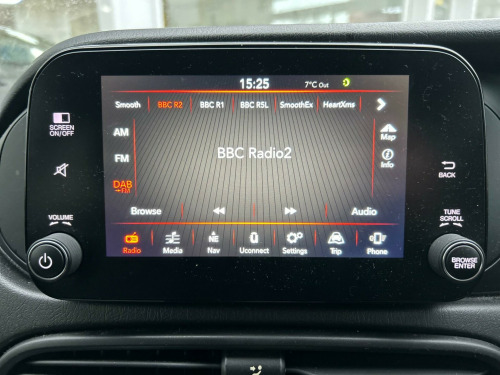 15:25
7°C Out
Smooth BBC R2 BBC R1 BBC R5L SmoothEx HeartXms
SCREEN
ON/OFF
AM
Map
BBC Radio2
FM
Info
BACK
DAB
→FM
VOLUME
Browse
Audio
TUNE
SCROLL
NE
BROWSE
ENTER
Radio Media Nav Uconnect Settings Trip Phone